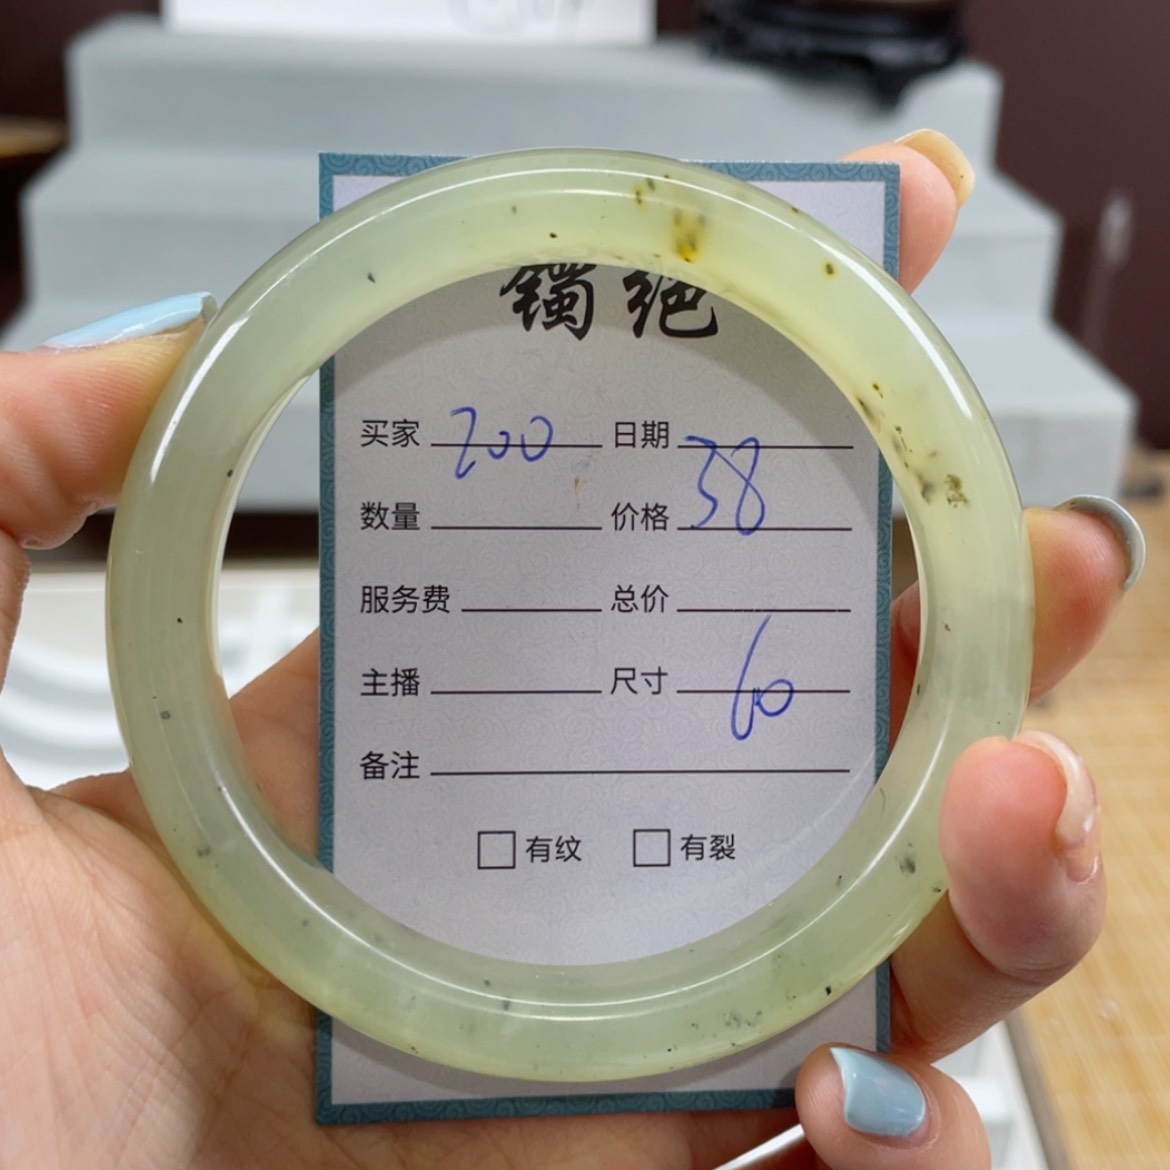 镯绝
买家 200 日期
数量 价格 38
服务费 总价
主播 尺寸 60
备注
□有纹 □有裂